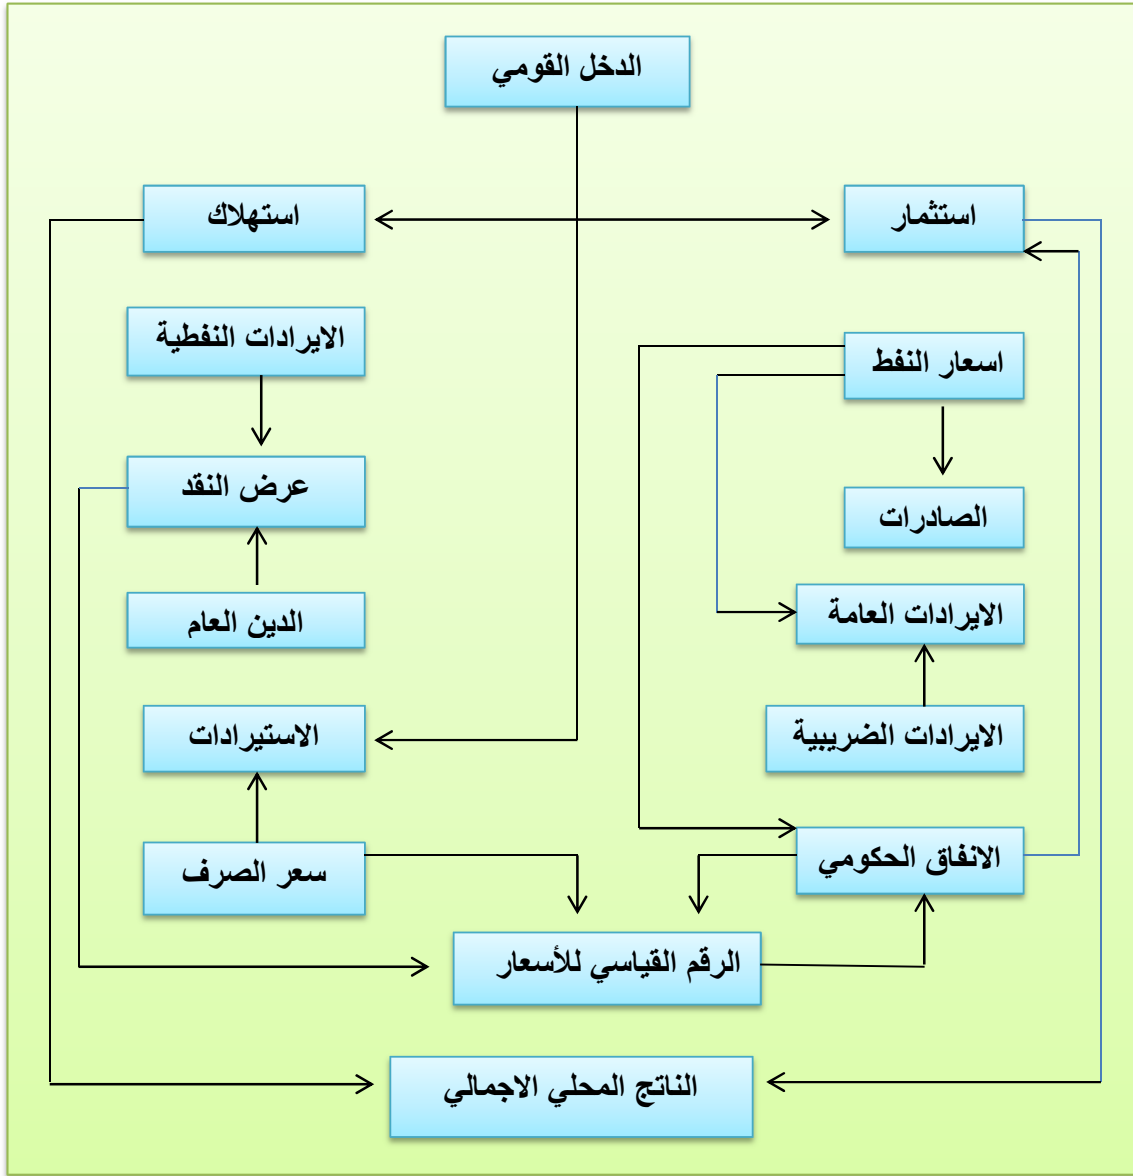 الدخل القومي
استثمار
استهلاك
الايرادات النفطية
اسعار النفط
عرض النقد
الصادرات
الايرادات العامة
الدين العام
الايرادات الضريبية
الاستيرادات
الانفاق الحكومي
سعر الصرف
الرقم القياسي للأسعار
الناتج المحلي الاجمالي